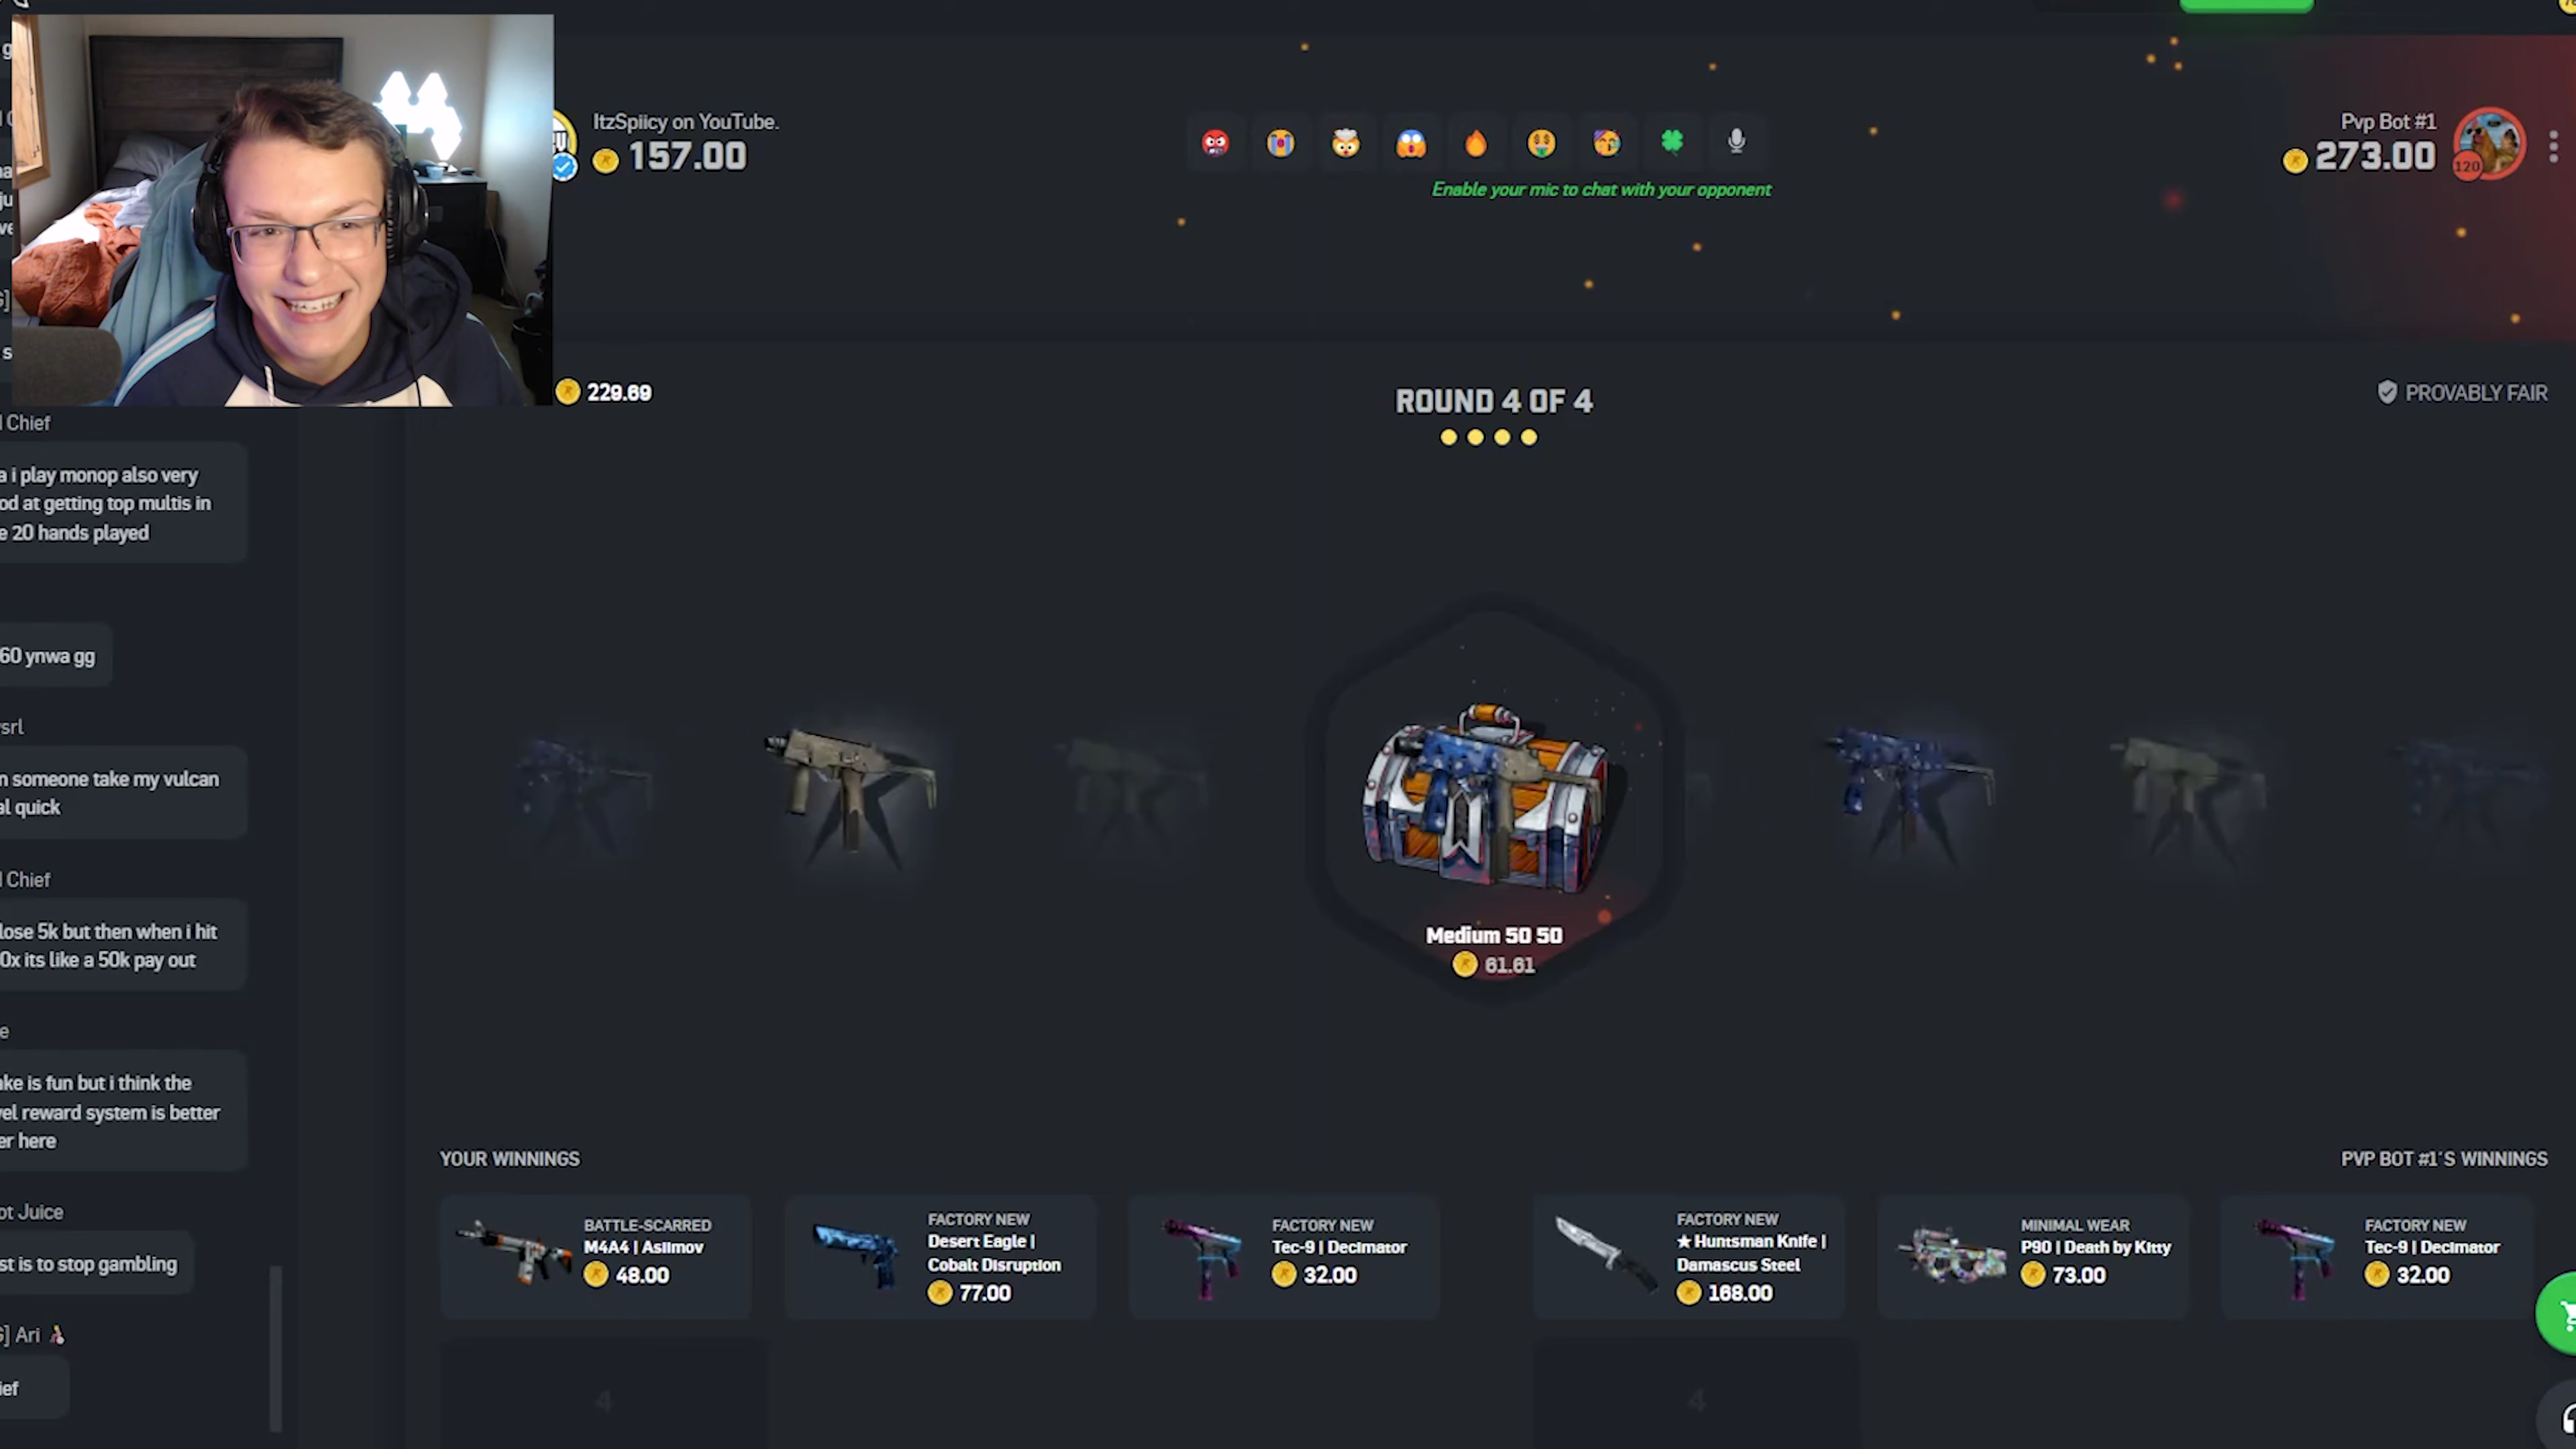 ItzSpiicy on YouTube.
157.00
Enable your mic to chat with your opponent
Pvp Bot #1
273.00
120
229.69
ROUND 4 OF 4
PROVABLY FAIR
Chief
a i play monop also very
od at getting top multis in
e 20 hands played
60 ynwa gg
srl
n someone take my vulcan
al quick
Chief
lose 5k but then when i hit
0x its like a 50k pay out
e
ke is fun but i think the
vel reward system is better
er here
ot Juice
st is to stop gambling
G] Ari
ief
Medium 50 50
61.61
YOUR WINNINGS
BATTLE-SCARRED
M4A4 | Asiimov
48.00
FACTORY NEW
Desert Eagle |
Cobalt Disruption
77.00
FACTORY NEW
Tec-9 | Decimator
32.00
4
PVP BOT #1'S WINNINGS
FACTORY NEW
★ Huntsman Knife |
Damascus Steel
168.00
MINIMAL WEAR
P90 | Death by Kitty
73.00
FACTORY NEW
Tec-9 | Decimator
32.00
4